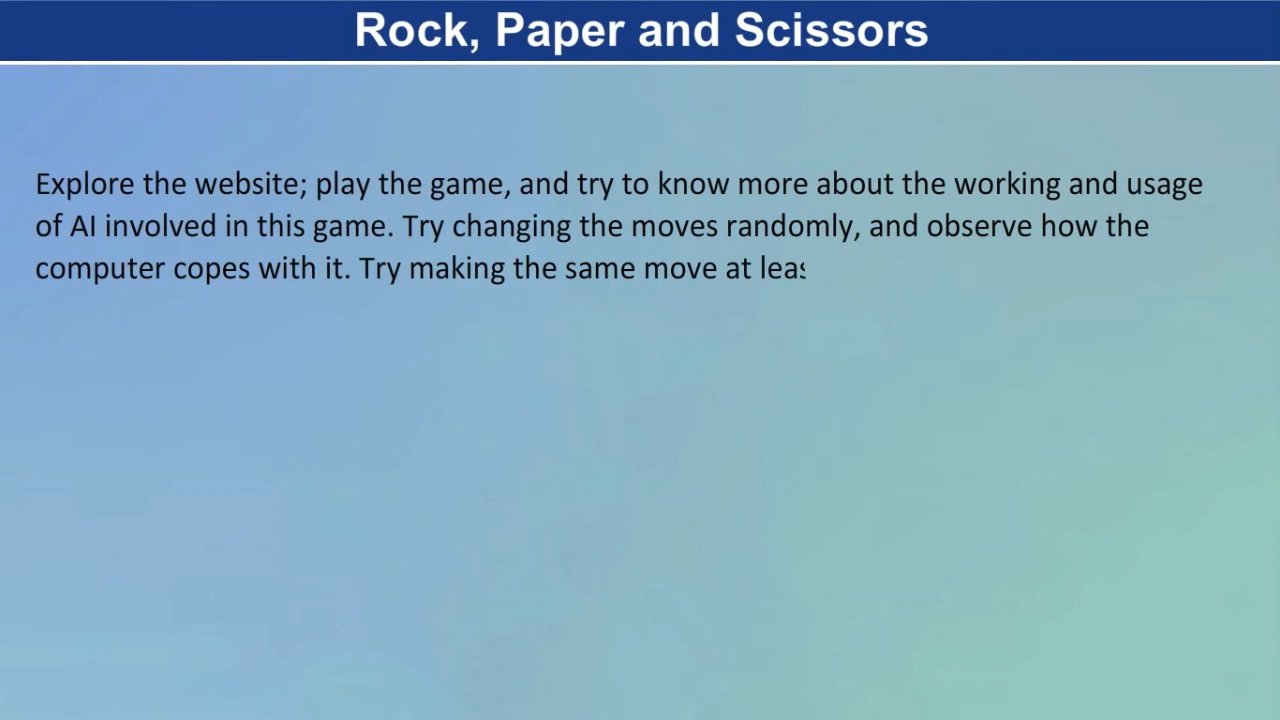 Rock, Paper and Scissors
Explore the website; play the game, and try to know more about the working and usage
of AI involved in this game. Try changing the moves randomly, and observe how the
computer copes with it. Try making the same move at leas